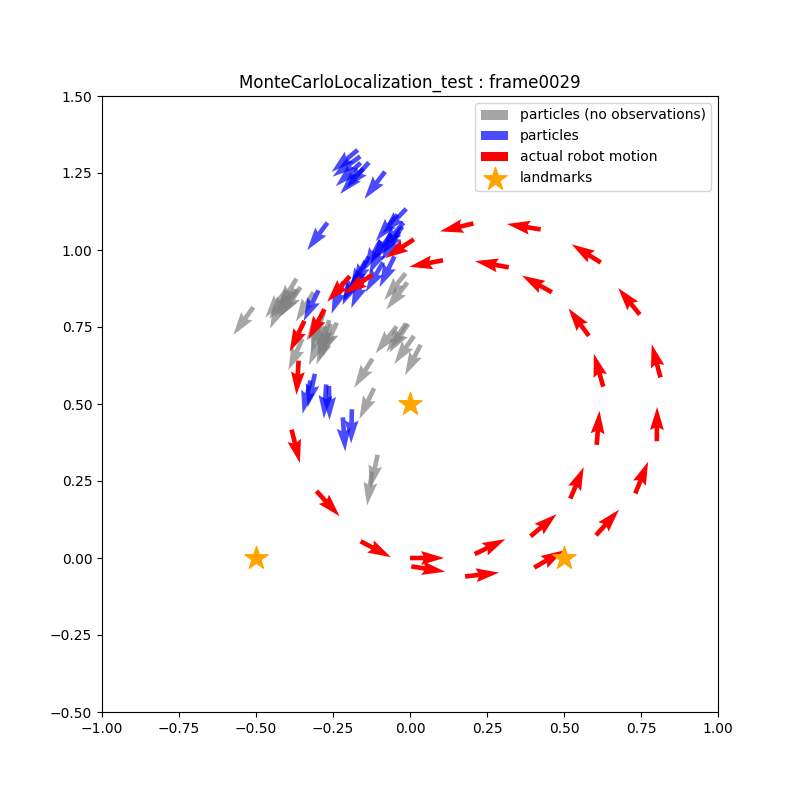 MonteCarloLocalization_test : frame0029
particles (no observations)
particles
actual robot motion
landmarks
1.50
1.25
1.00
0.75
0.50
0.25
0.00
−0.25
−0.50
−1.00 −0.75 −0.50 −0.25 0.00 0.25 0.50 0.75 1.00